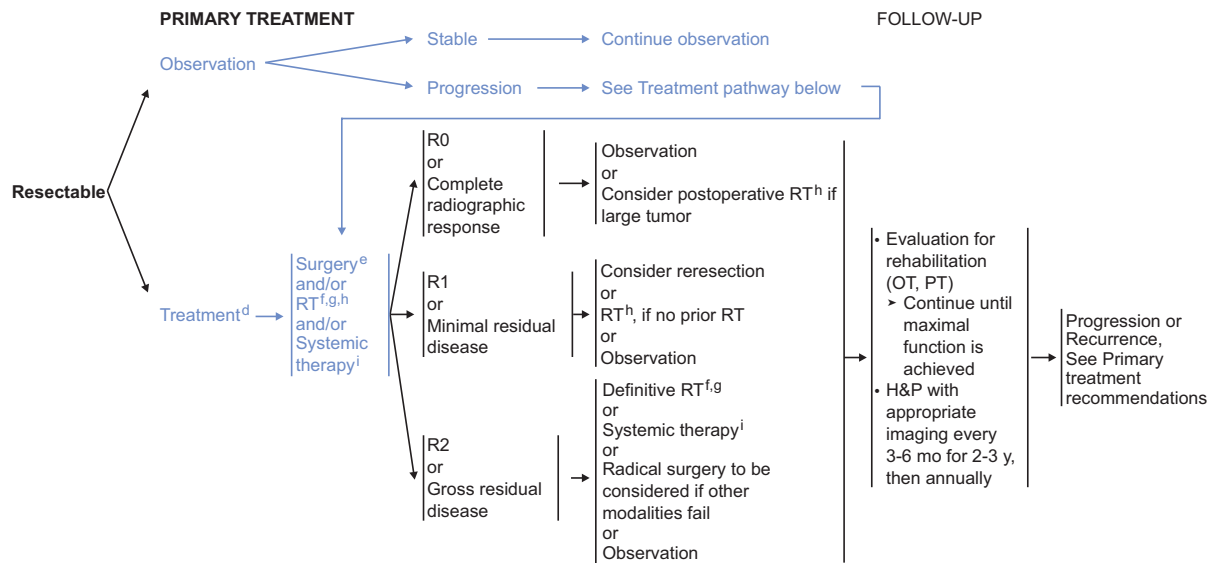 PRIMARY TREATMENT
FOLLOW-UP
Stable
Continue observation
Observation
Progression
See Treatment pathway below
Resectable
Treatment^d
Surgery^e
and/or
RT^f,g,h
and/or
Systemic
therapy^i
R0
or
Complete
radiographic
response
Observation
or
Consider postoperative RT^h if
large tumor
R1
or
Minimal residual
disease
Consider reresection
or
RT^h, if no prior RT
or
Observation
R2
or
Gross residual
disease
Definitive RT^f,g
or
Systemic therapy^i
or
Radical surgery to be
considered if other
modalities fail
or
Observation
• Evaluation for
rehabilitation
(OT, PT)
➤ Continue until
maximal
function is
achieved
• H&P with
appropriate
imaging every
3-6 mo for 2-3 y,
then annually
Progression or
Recurrence,
See Primary
treatment
recommendations